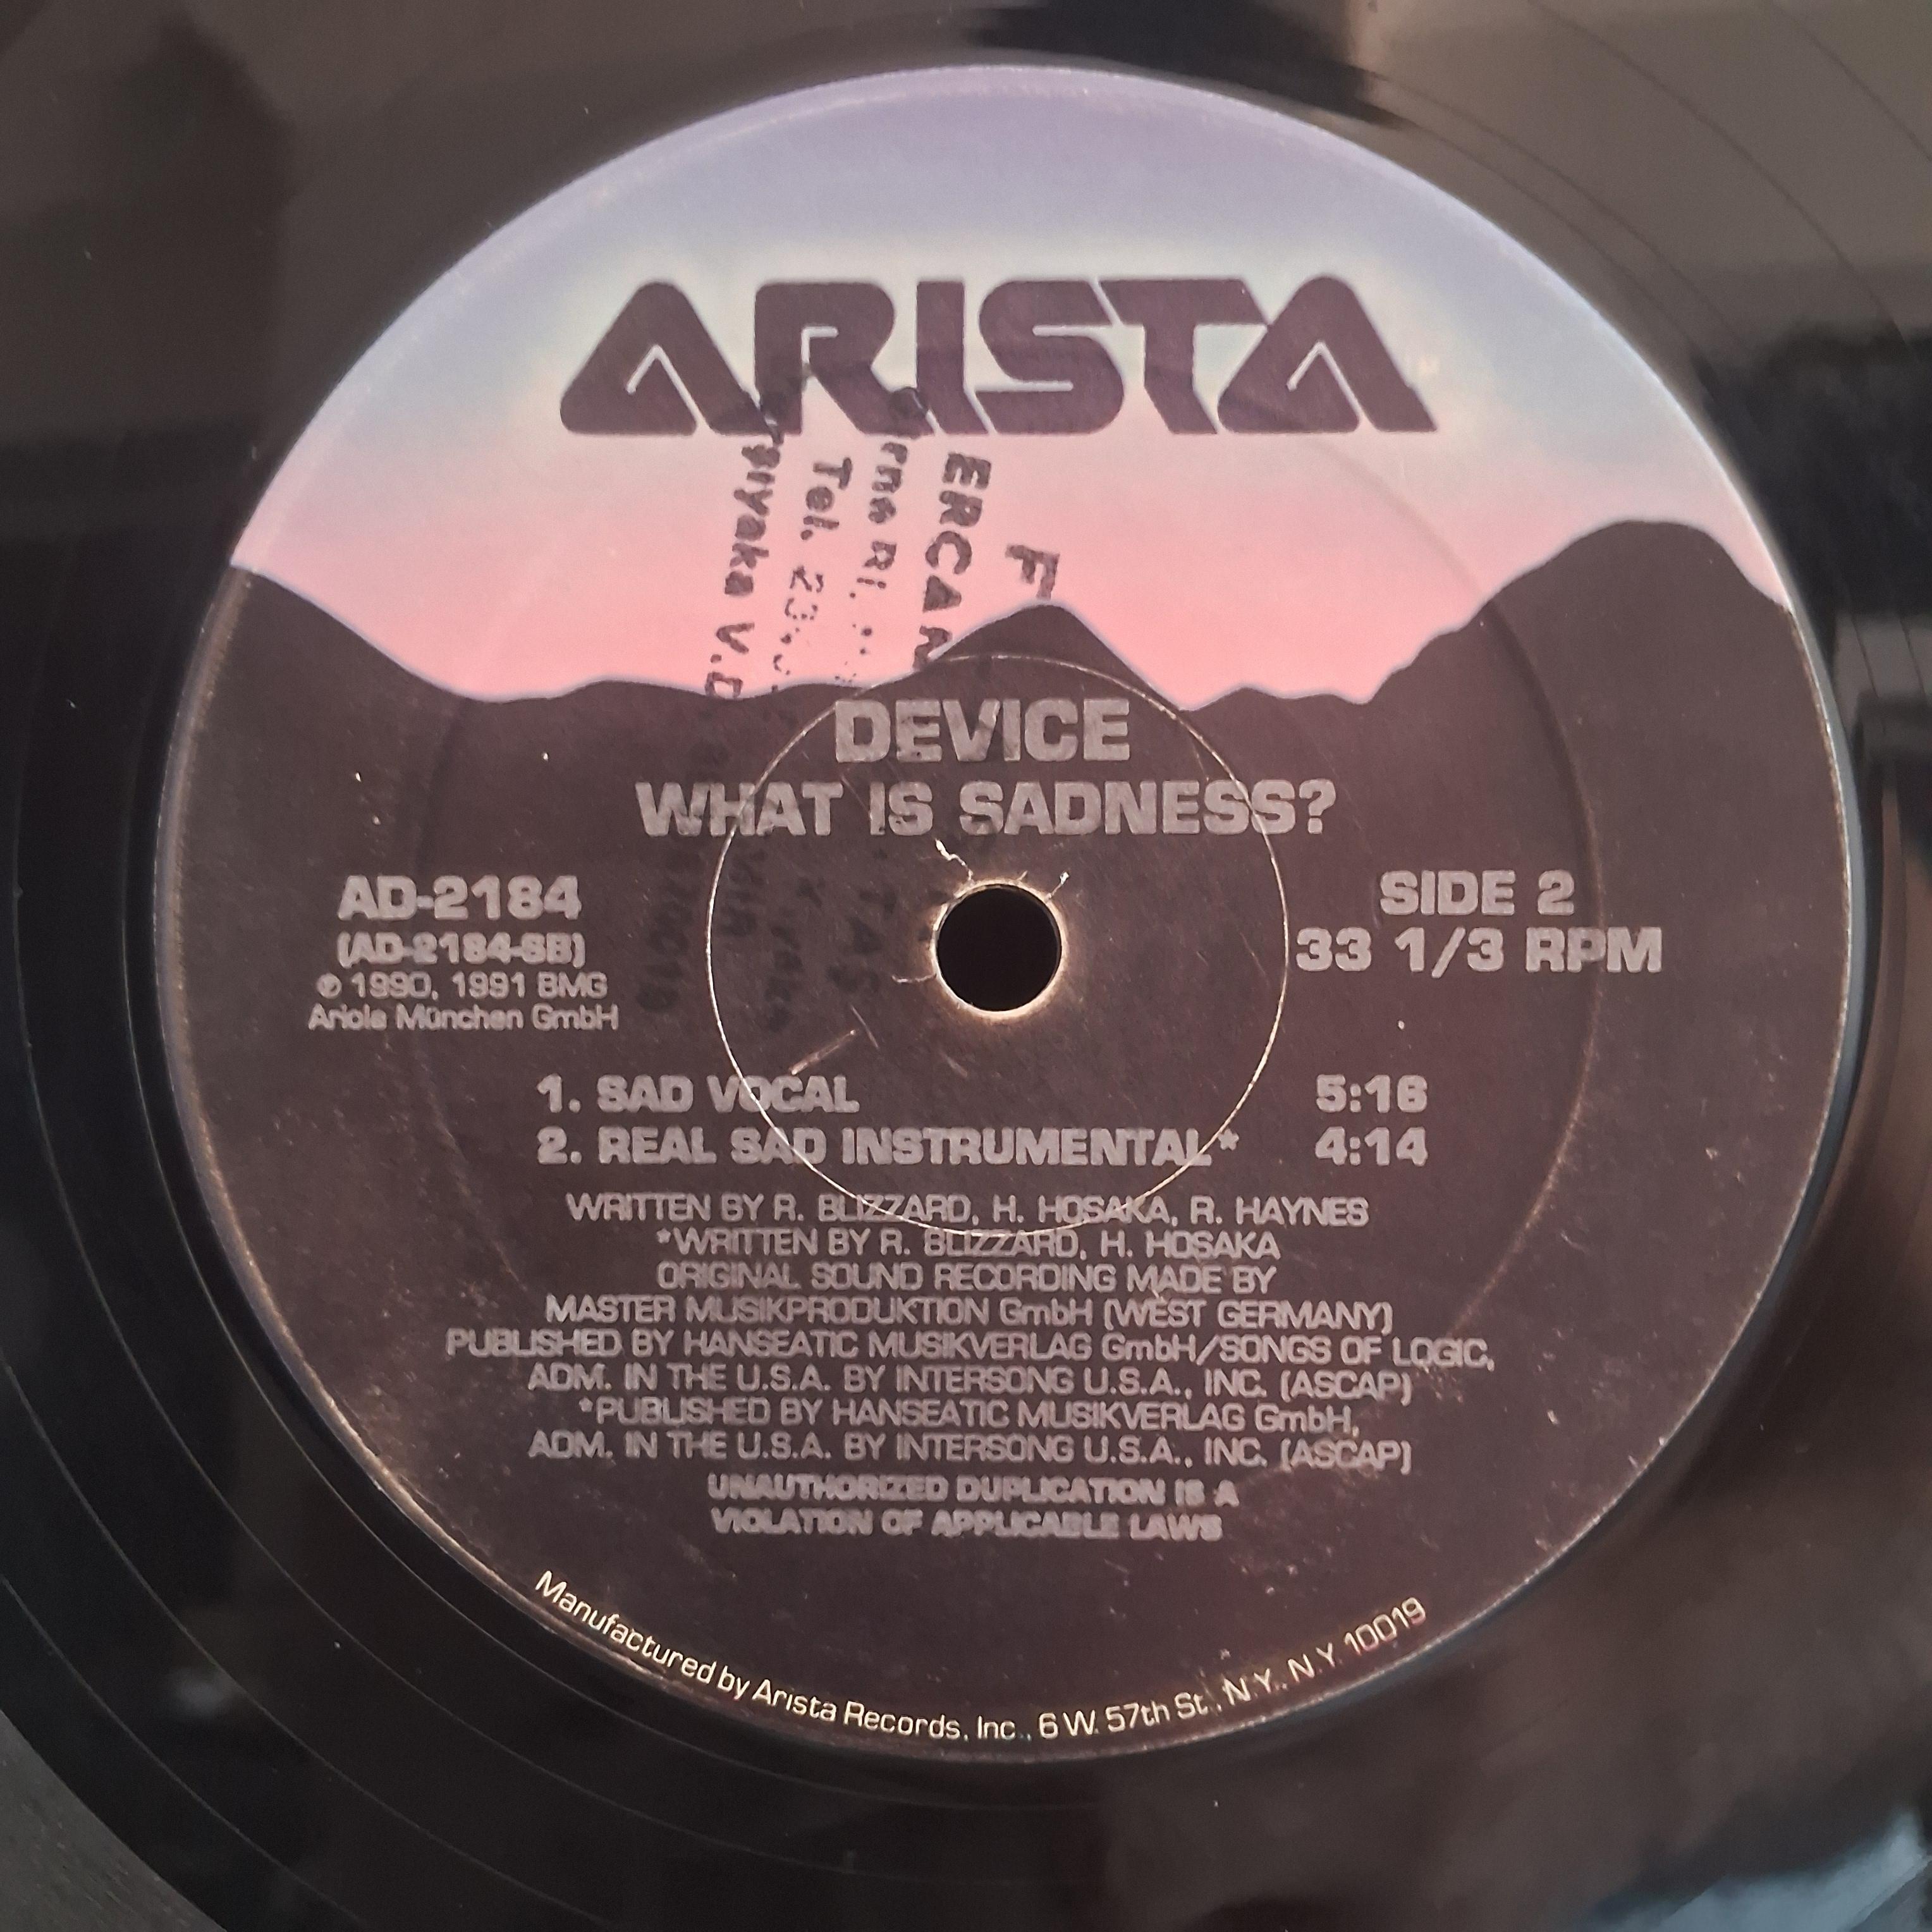 ARISTA
F
ERCAN
Tel.
V.D
DEVICE
WHAT IS SADNESS?
AD-2184
(AD-2184-SB)
℗ 1990, 1991 BMG
Ariola München GmbH
SIDE 2
33 1/3 RPM
1. SAD VOCAL 5:16
2. REAL SAD INSTRUMENTAL* 4:14
WRITTEN BY R. BLIZZARD, H. HOSAKA, R. HAYNES
*WRITTEN BY R. BLIZZARD, H. HOSAKA
ORIGINAL SOUND RECORDING MADE BY
MASTER MUSIKPRODUKTION GmbH (WEST GERMANY)
PUBLISHED BY HANSEATIC MUSIKVERLAG GmbH/SONGS OF LOGIC,
ADM. IN THE U.S.A. BY INTERSONG U.S.A., INC. (ASCAP)
*PUBLISHED BY HANSEATIC MUSIKVERLAG GmbH,
ADM. IN THE U.S.A. BY INTERSONG U.S.A., INC. (ASCAP)
UNAUTHORIZED DUPLICATION IS A
VIOLATION OF APPLICABLE LAWS
Manufactured by Arista Records, Inc., 6 W. 57th St., N.Y., N.Y. 10019